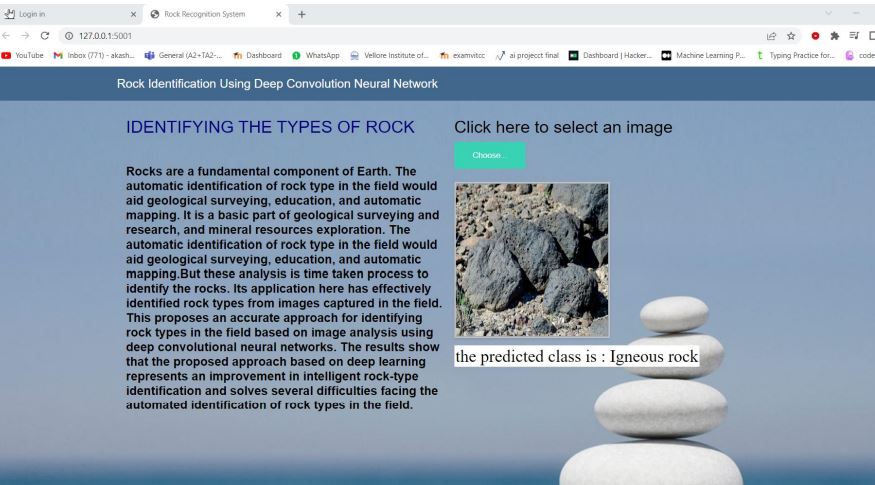 Login in
Rock Recognition System
127.0.0.1:5001
YouTube
Inbox (771) - akash...
General (A2+TA2-...
Dashboard
WhatsApp
Vellore Institute of...
examvitcc
ai projecct final
Dashboard | Hacker...
Machine Learning P...
Typing Practice for...
code
Rock Identification Using Deep Convolution Neural Network
IDENTIFYING THE TYPES OF ROCK
Rocks are a fundamental component of Earth. The
automatic identification of rock type in the field would
aid geological surveying, education, and automatic
mapping. It is a basic part of geological surveying and
research, and mineral resources exploration. The
automatic identification of rock type in the field would
aid geological surveying, education, and automatic
mapping.But these analysis is time taken process to
identify the rocks. Its application here has effectively
identified rock types from images captured in the field.
This proposes an accurate approach for identifying
rock types in the field based on image analysis using
deep convolutional neural networks. The results show
that the proposed approach based on deep learning
represents an improvement in intelligent rock-type
identification and solves several difficulties facing the
automated identification of rock types in the field.
Click here to select an image
Choose...
the predicted class is : Igneous rock